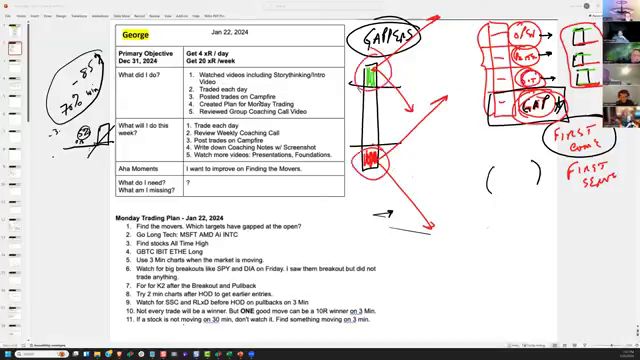 George
Jan 22, 2024
Primary Objective
Dec 31, 2024
Get 4 xR / day
Get 20 xR /week
What did I do?
1. Watched videos including Storythinking/Intro
Video
2. Traded each day
3. Posted trades on Campfire
4. Created Plan for Monday Trading
5. Reviewed Group Coaching Call Video
What will I do this
week?
1. Trade each day
2. Review Weekly Coaching Call
3. Post trades on Campfire
4. Write down Coaching Notes w/ Screenshot
5. Watch more videos: Presentations, Foundations.
Aha Moments
I want to improve on Finding the Movers.
What do I need?
What am I missing?
?
Monday Trading Plan - Jan 22, 2024
1. Find the movers. Which targets have gapped at the open?
2. Go Long Tech: MSFT AMD Ai INTC
3. Find stocks All Time High
4. GBTC IBIT ETHE Long
5. Use 3 Min charts when the market is moving.
6. Watch for big breakouts like SPY and DIA on Friday. I saw them breakout but did not
trade anything.
7. For for K2 after the Breakout and Pullback
8. Try 2 min charts after HOD to get earlier entries.
9. Watch for SSC and RLxD before HOD on pullbacks on 3 Min
10. Not every trade will be a winner. But ONE good move can be a 10R winner on 3 Min.
11. If a stock is not moving on 30 min, don't watch it. Find something moving on 3 min.
GAPPERS
OPEN
GAP
FIRST
COME
FIRST
SERVE
85%
70% WIN